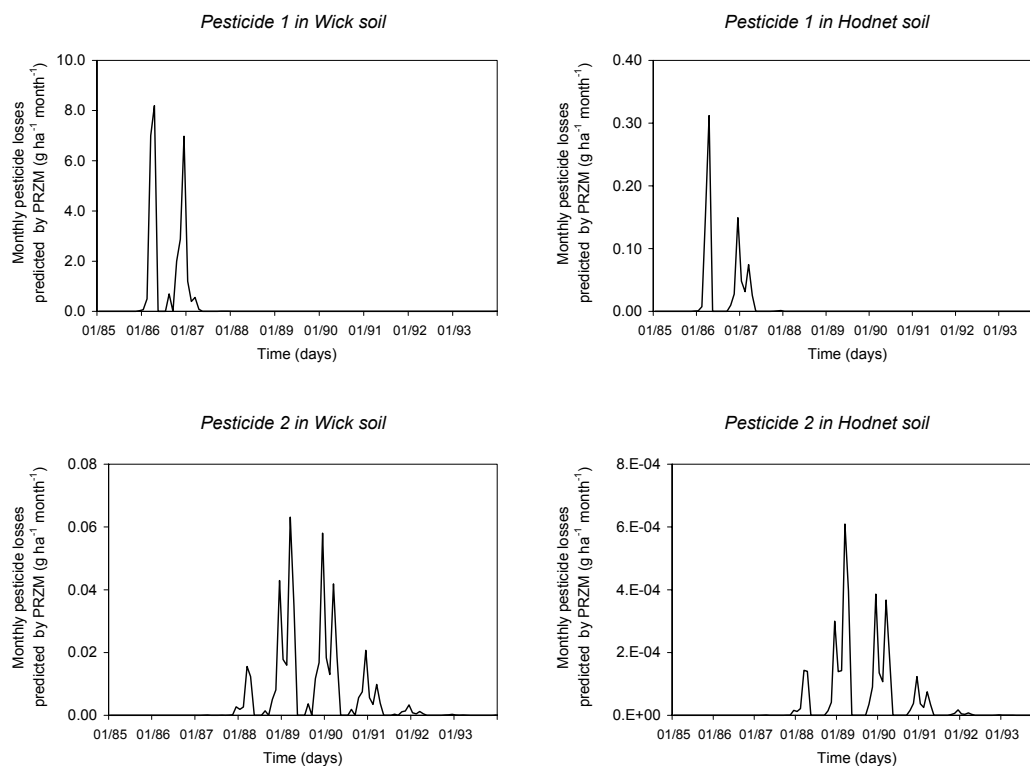 Pesticide 1 in Wick soil
Monthly pesticide losses
predicted by PRZM (g ha⁻¹ month⁻¹)
10.0
8.0
6.0
4.0
2.0
0.0
01/85 01/86 01/87 01/88 01/89 01/90 01/91 01/92 01/93
Time (days)
Pesticide 1 in Hodnet soil
Monthly pesticide losses
predicted by PRZM (g ha⁻¹ month⁻¹)
0.40
0.30
0.20
0.10
0.00
01/85 01/86 01/87 01/88 01/89 01/90 01/91 01/92 01/93
Time (days)
Pesticide 2 in Wick soil
Monthly pesticide losses
predicted by PRZM (g ha⁻¹ month⁻¹)
0.08
0.06
0.04
0.02
0.00
01/85 01/86 01/87 01/88 01/89 01/90 01/91 01/92 01/93
Time (days)
Pesticide 2 in Hodnet soil
Monthly pesticide losses
predicted by PRZM (g ha⁻¹ month⁻¹)
8.E-04
6.E-04
4.E-04
2.E-04
0.E+00
01/85 01/86 01/87 01/88 01/89 01/90 01/91 01/92 01/93
Time (days)